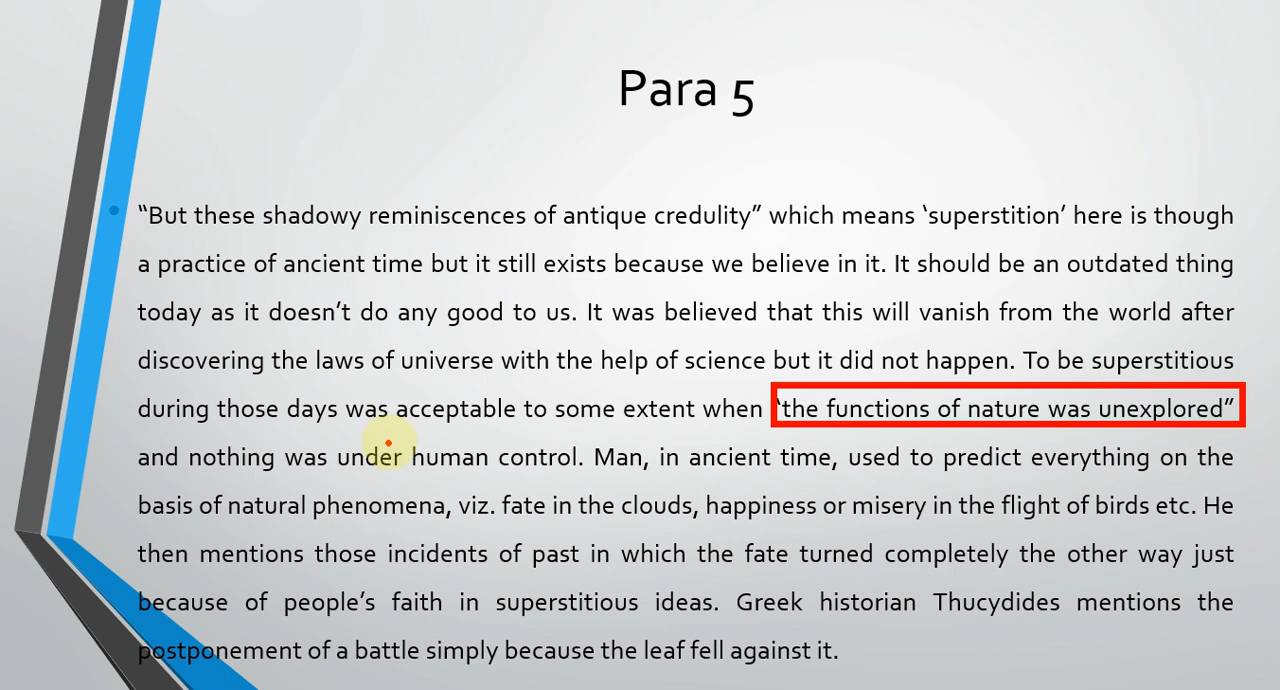 Para 5
“But these shadowy reminiscences of antique credulity” which means ‘superstition’ here is though
a practice of ancient time but it still exists because we believe in it. It should be an outdated thing
today as it doesn’t do any good to us. It was believed that this will vanish from the world after
discovering the laws of universe with the help of science but it did not happen. To be superstitious
during those days was acceptable to some extent when ‘the functions of nature was unexplored”
and nothing was under human control. Man, in ancient time, used to predict everything on the
basis of natural phenomena, viz. fate in the clouds, happiness or misery in the flight of birds etc. He
then mentions those incidents of past in which the fate turned completely the other way just
because of people’s faith in superstitious ideas. Greek historian Thucydides mentions the
postponement of a battle simply because the leaf fell against it.